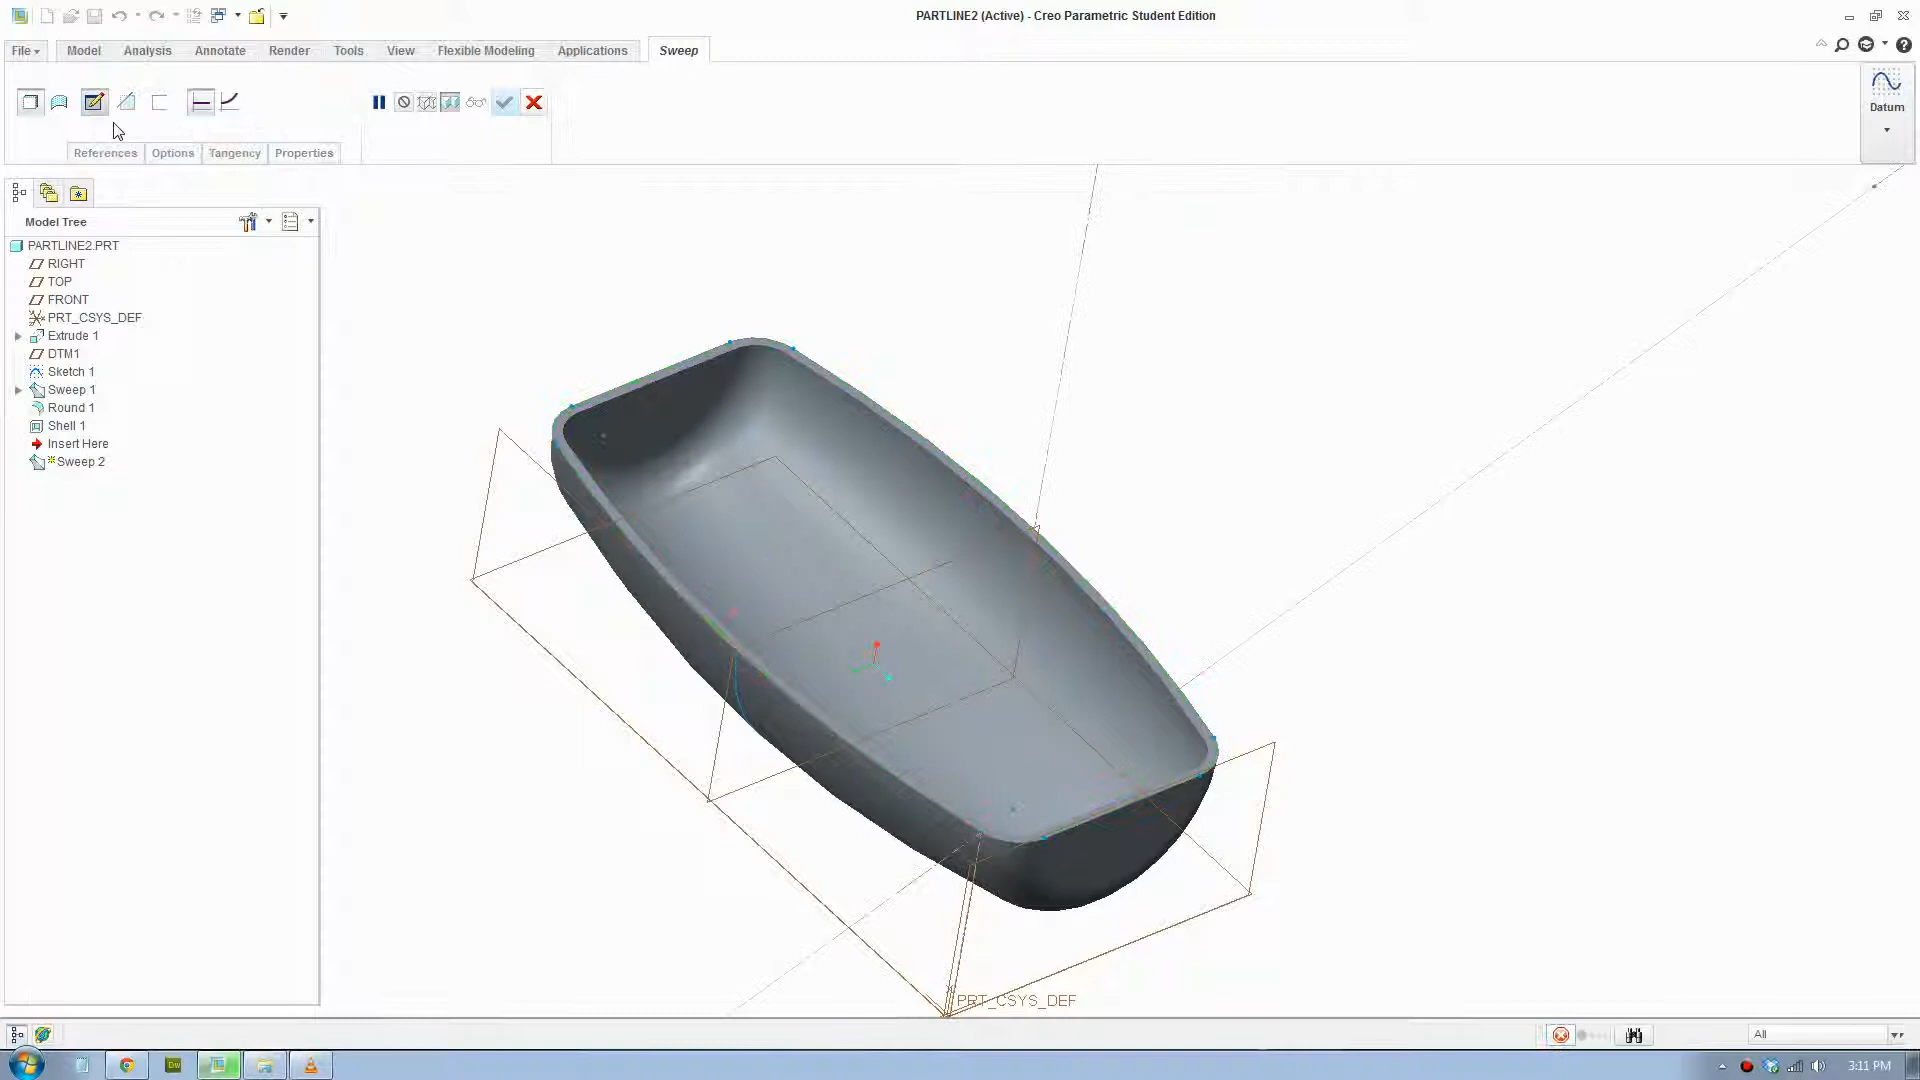 PARTLINE2 (Active) - Creo Parametric Student Edition
File Model Analysis Annotate Render Tools View Flexible Modeling Applications Sweep
Datum
References Options Tangency Properties
Model Tree
PARTLINE2.PRT
RIGHT
TOP
FRONT
PRT_CSYS_DEF
Extrude 1
DTM1
Sketch 1
Sweep 1
Round 1
Shell 1
Insert Here
Sweep 2
PRT_CSYS_DEF
All
Dw
3:11 PM